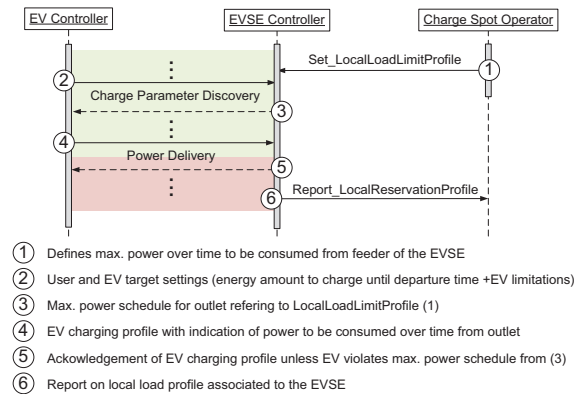 EV Controller EVSE Controller Charge Spot Operator
Set_LocalLoadLimitProfile
1
2
Charge Parameter Discovery
3
4
Power Delivery
5
Report_LocalReservationProfile
6
1 Defines max. power over time to be consumed from feeder of the EVSE
2 User and EV target settings (energy amount to charge until departure time +EV limitations)
3 Max. power schedule for outlet refering to LocalLoadLimitProfile (1)
4 EV charging profile with indication of power to be consumed over time from outlet
5 Ackowledgement of EV charging profile unless EV violates max. power schedule from (3)
6 Report on local load profile associated to the EVSE